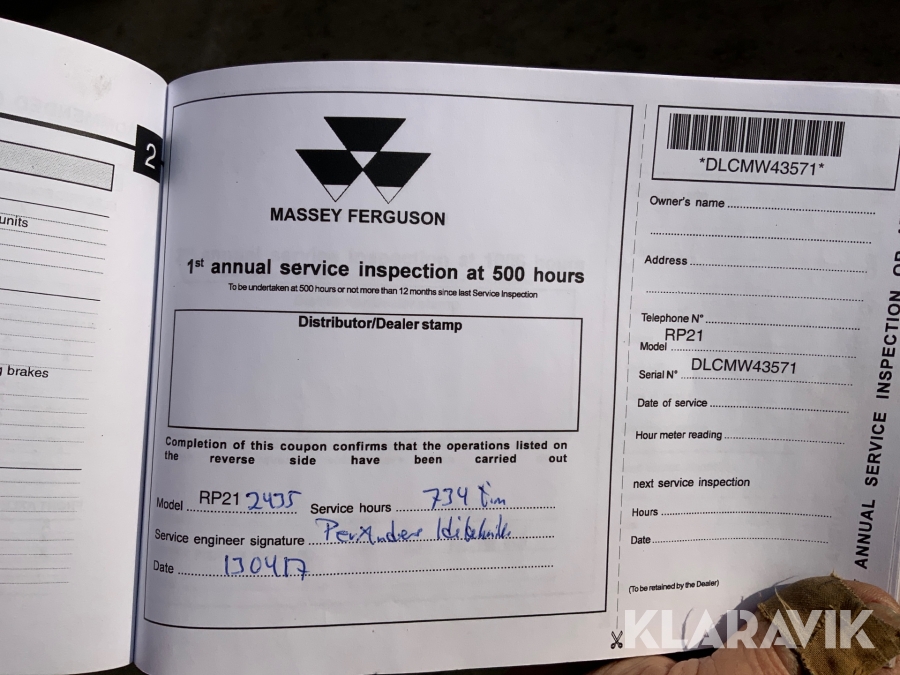 units
g brakes
2
MASSEY FERGUSON
1st annual service inspection at 500 hours
To be undertaken at 500 hours or not more than 12 months since last Service Inspection
Distributor/Dealer stamp
Completion of this coupon confirms that the operations listed on
the reverse side have been carried out
Model RP21 2435 Service hours 734 tim
Service engineer signature Per Anders
Date 130417
*DLCMW43571*
Owner's name
Address
Telephone N°
Model RP21
Serial N° DLCMW43571
Date of service
Hour meter reading
next service inspection
Hours
Date
(To be retained by the Dealer)
ANNUAL SERVICE INSPECTION OR
KLARAVIK